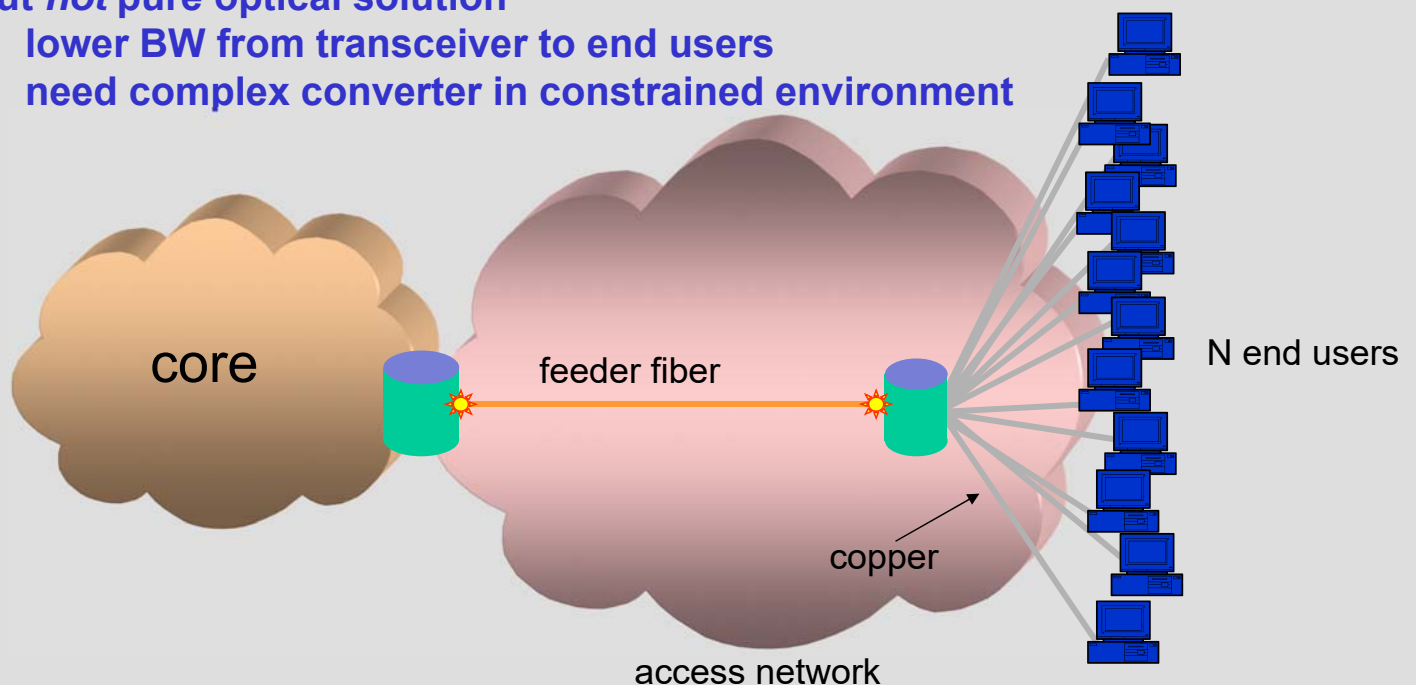 not pure optical solution
lower BW from transceiver to end users
need complex converter in constrained environment
core
feeder fiber
N end users
copper
access network